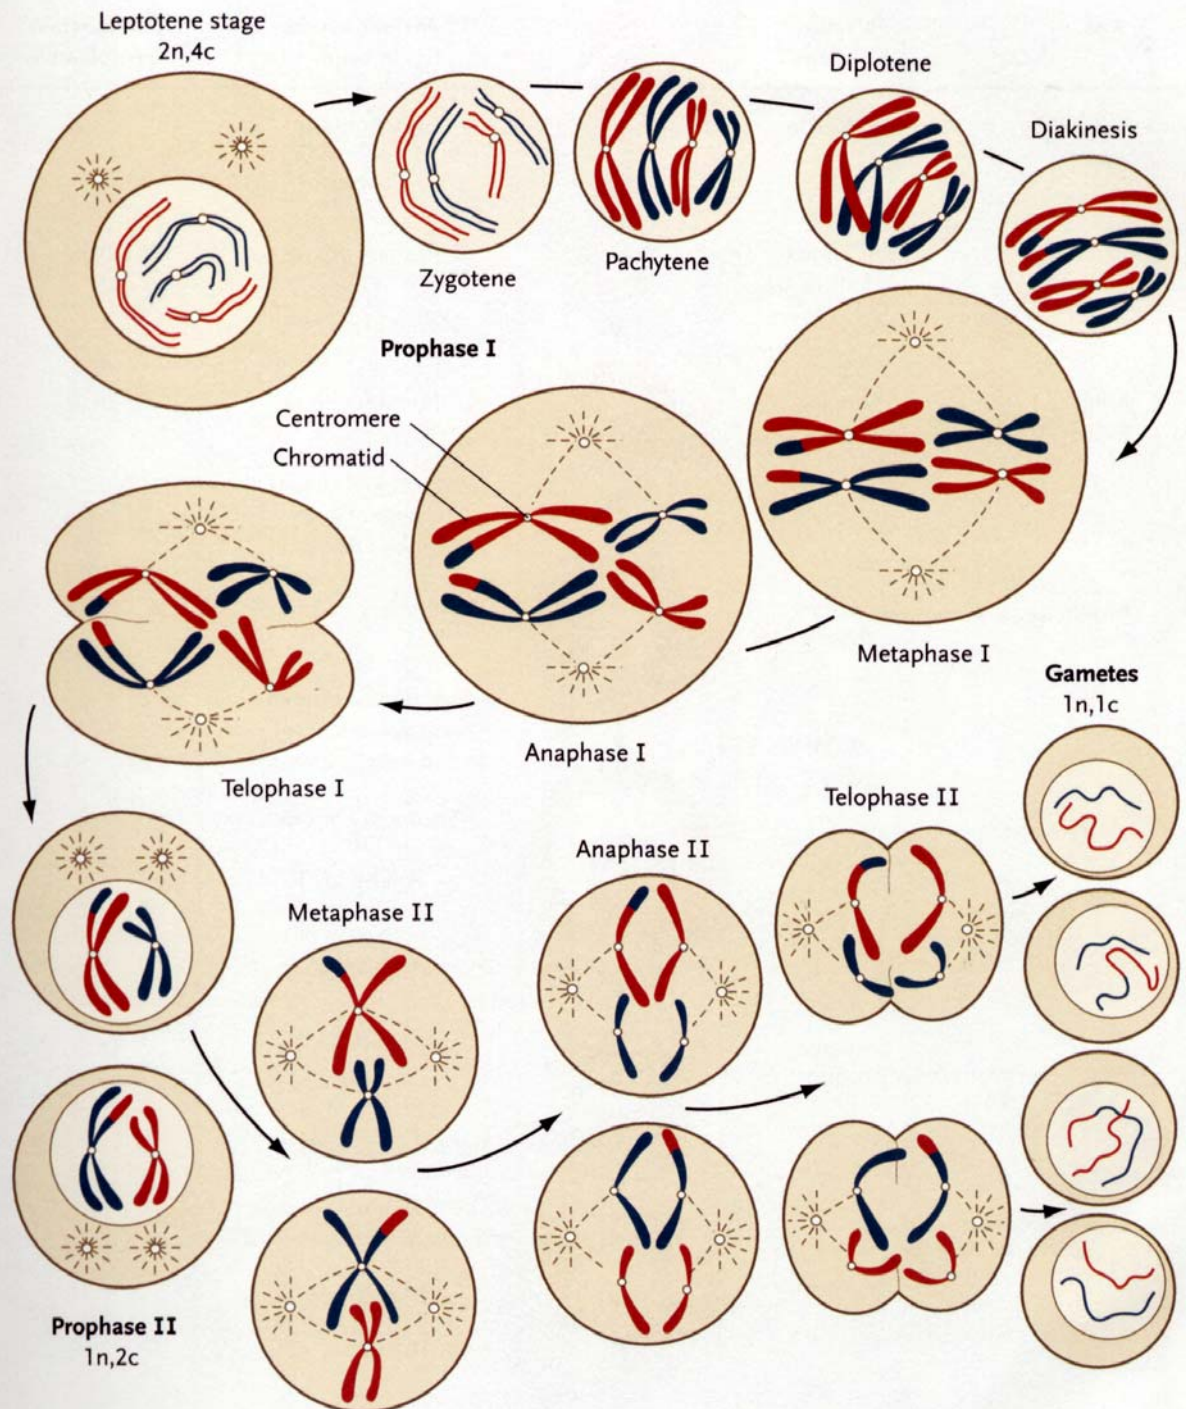 Leptotene stage
2n,4c
Diplotene
Diakinesis
Zygotene
Pachytene
Prophase I
Centromere
Chromatid
Metaphase I
Anaphase I
Telophase I
Gametes
1n,1c
Telophase II
Anaphase II
Metaphase II
Prophase II
1n,2c